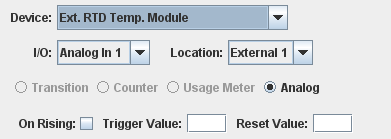 Device: Ext. RTD Temp. Module
I/O: Analog In 1 Location: External 1
Transition Counter Usage Meter Analog
On Rising: Trigger Value: Reset Value: